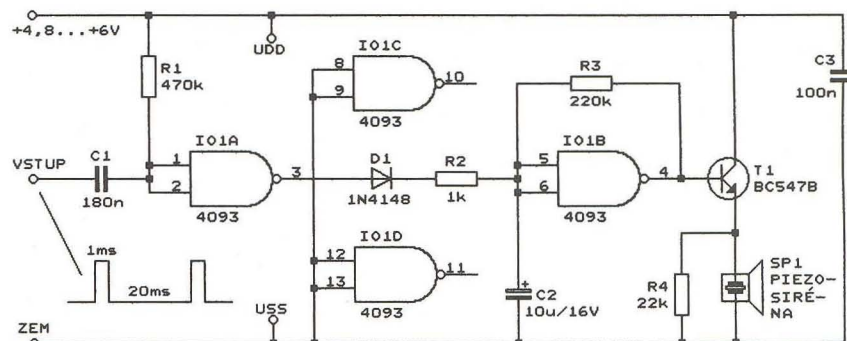 +4,8...+6V
UDD
R1
470k
IO1C
8
9
10
4093
R3
220k
C3
100n
VSTUP
C1
180n
IO1A
1
2
3
4093
D1
1N4148
R2
1k
IO1B
5
6
4
4093
T1
BC547B
1ms
20ms
IO1D
12
13
11
4093
+
C2
10u/16V
R4
22k
SP1
PIEZO-
SIRÉ-
NA
USS
ZEM